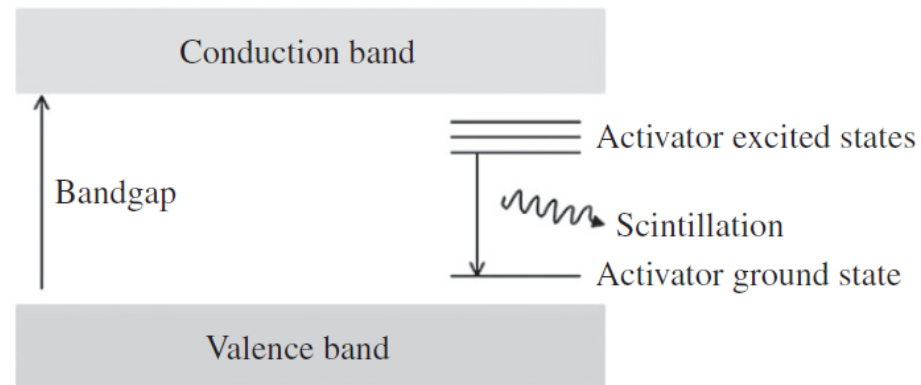 Conduction band
Activator excited states
Bandgap
Scintillation
Activator ground state
Valence band